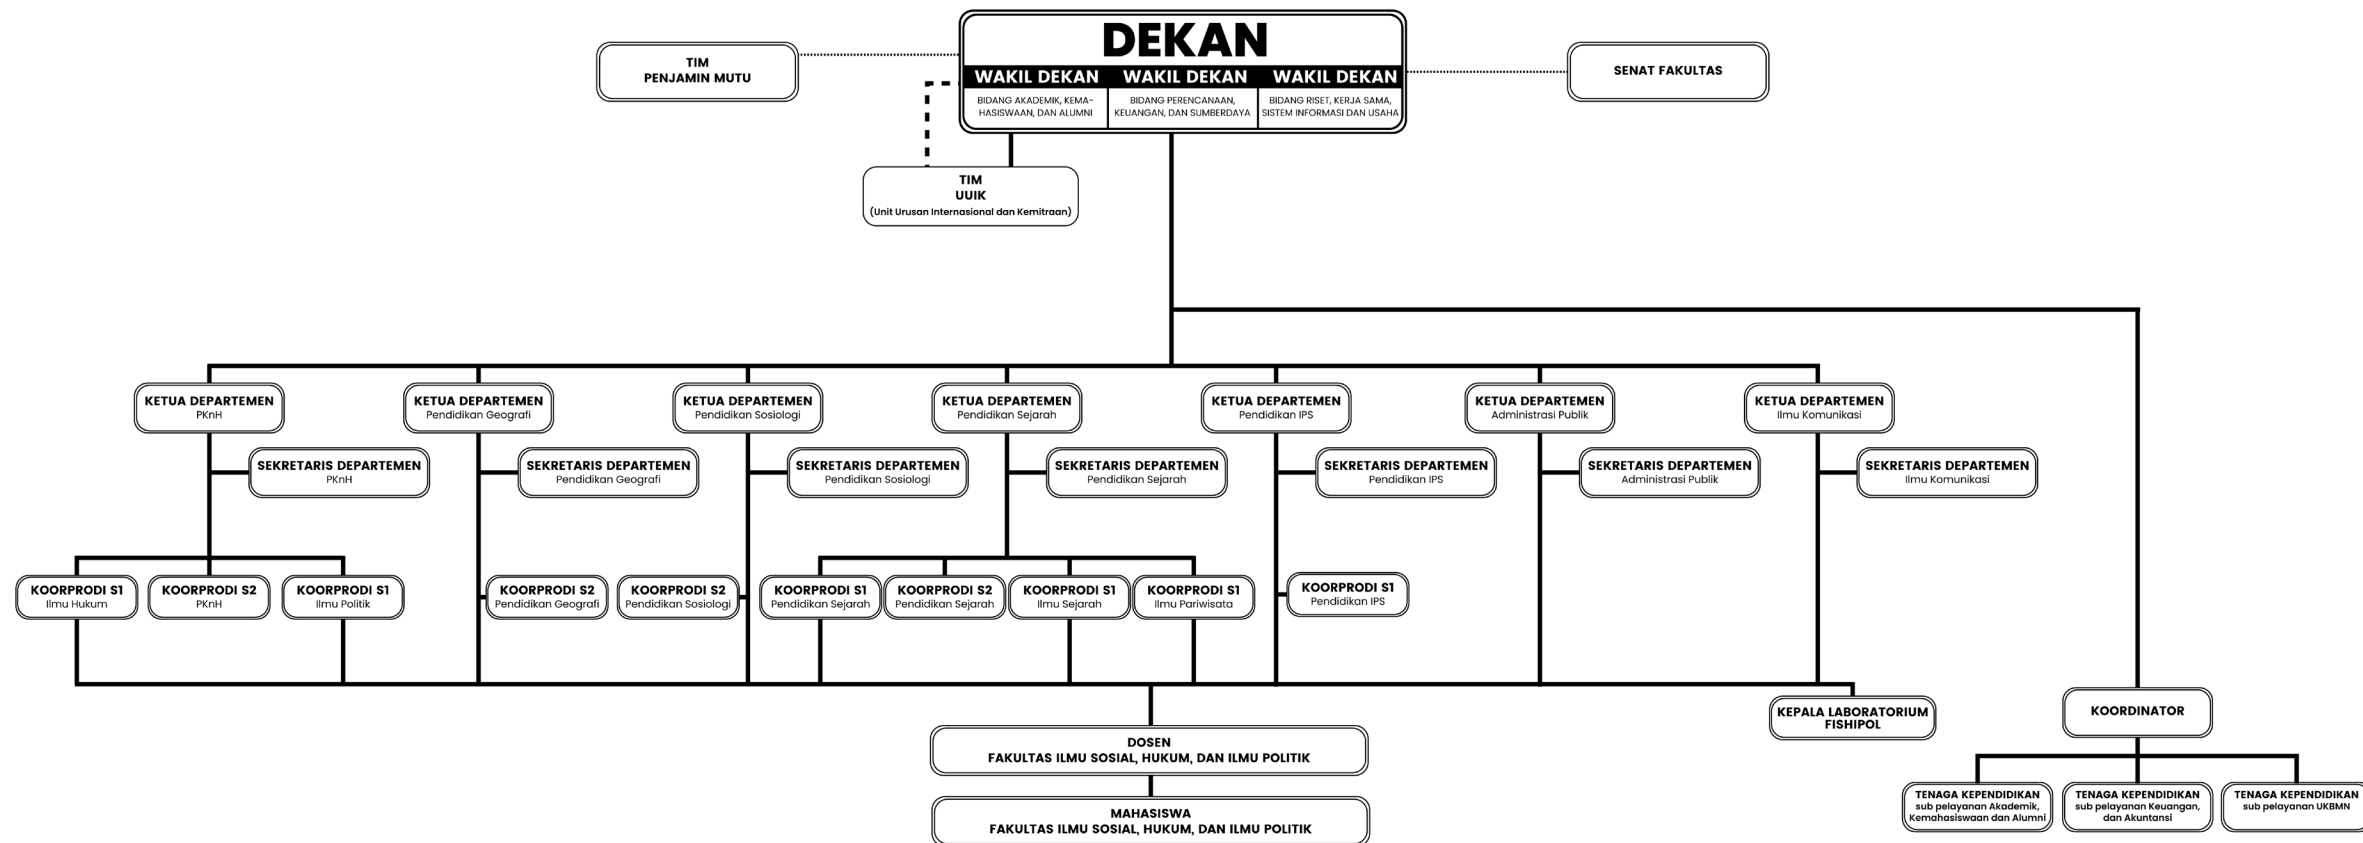 DEKAN
TIM
PENJAMIN MUTU
SENAT FAKULTAS
WAKIL DEKAN WAKIL DEKAN WAKIL DEKAN
BIDANG AKADEMIK, KEMA-
HASISWAAN, DAN ALUMNI
BIDANG PERENCANAAN,
KEUANGAN, DAN SUMBERDAYA
BIDANG RISET, KERJA SAMA,
SISTEM INFORMASI DAN USAHA
TIM
UUIK
(Unit Urusan Internasional dan Kemitraan)
KETUA DEPARTEMEN
PKnH
KETUA DEPARTEMEN
Pendidikan Geografi
KETUA DEPARTEMEN
Pendidikan Sosiologi
KETUA DEPARTEMEN
Pendidikan Sejarah
KETUA DEPARTEMEN
Pendidikan IPS
KETUA DEPARTEMEN
Administrasi Publik
KETUA DEPARTEMEN
Ilmu Komunikasi
SEKRETARIS DEPARTEMEN
PKnH
SEKRETARIS DEPARTEMEN
Pendidikan Geografi
SEKRETARIS DEPARTEMEN
Pendidikan Sosiologi
SEKRETARIS DEPARTEMEN
Pendidikan Sejarah
SEKRETARIS DEPARTEMEN
Pendidikan IPS
SEKRETARIS DEPARTEMEN
Administrasi Publik
SEKRETARIS DEPARTEMEN
Ilmu Komunikasi
KOORPRODI S1
Ilmu Hukum
KOORPRODI S2
PKnH
KOORPRODI S1
Ilmu Politik
KOORPRODI S2
Pendidikan Geografi
KOORPRODI S2
Pendidikan Sosiologi
KOORPRODI S1
Pendidikan Sejarah
KOORPRODI S2
Pendidikan Sejarah
KOORPRODI S1
Ilmu Sejarah
KOORPRODI S1
Ilmu Pariwisata
KOORPRODI S1
Pendidikan IPS
KEPALA LABORATORIUM
FISHIPOL
KOORDINATOR
DOSEN
FAKULTAS ILMU SOSIAL, HUKUM, DAN ILMU POLITIK
MAHASISWA
FAKULTAS ILMU SOSIAL, HUKUM, DAN ILMU POLITIK
TENAGA KEPENDIDIKAN
sub pelayanan Akademik,
Kemahasiswaan dan Alumni
TENAGA KEPENDIDIKAN
sub pelayanan Keuangan,
dan Akuntansi
TENAGA KEPENDIDIKAN
sub pelayanan UKBMN